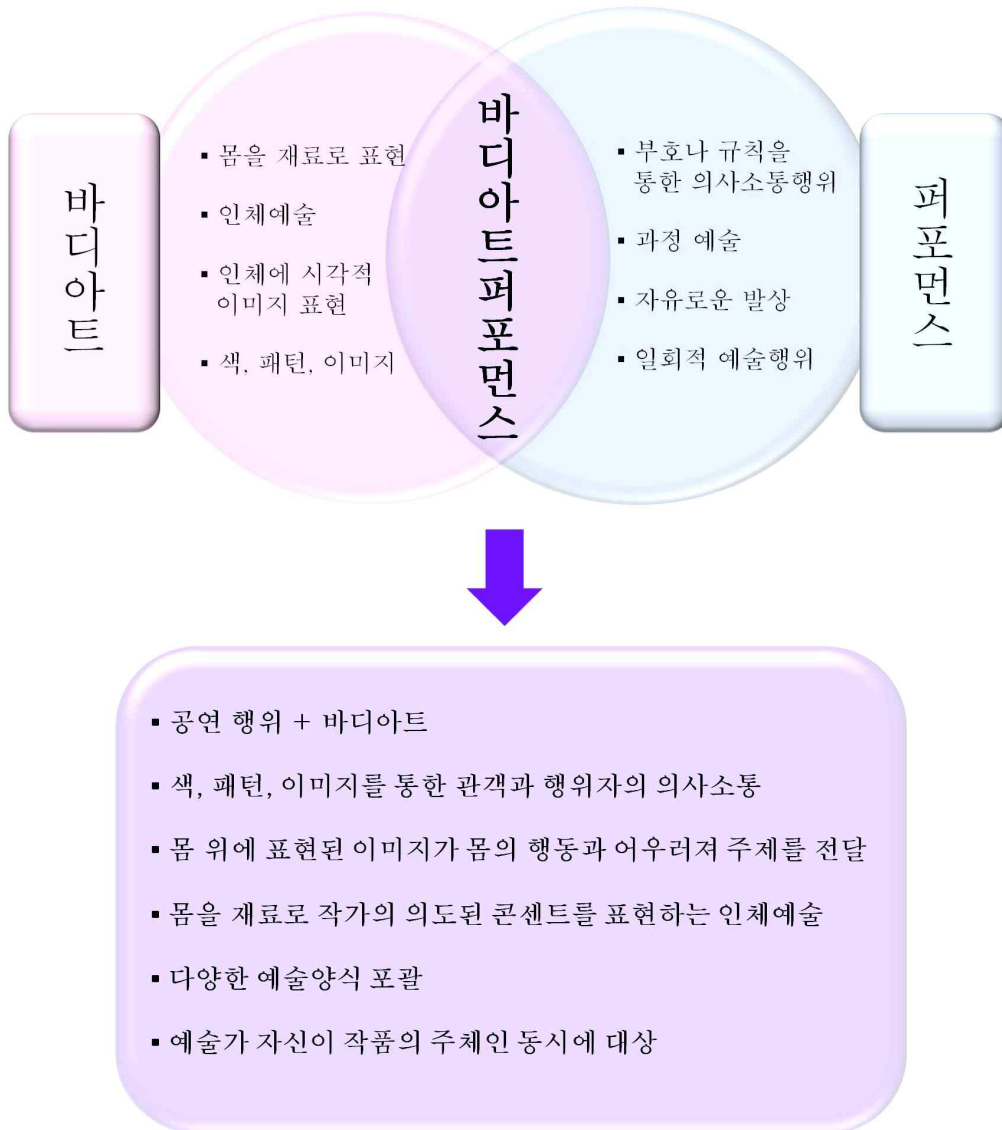 바디아트
▪ 몸을 재료로 표현
▪ 인체예술
▪ 인체에 시각적
이미지 표현
▪ 색, 패턴, 이미지
바디아트퍼포먼스
▪ 부호나 규칙을
통한 의사소통행위
▪ 과정 예술
▪ 자유로운 발상
▪ 일회적 예술행위
퍼포먼스
▪ 공연 행위 + 바디아트
▪ 색, 패턴, 이미지를 통한 관객과 행위자의 의사소통
▪ 몸 위에 표현된 이미지가 몸의 행동과 어우러져 주제를 전달
▪ 몸을 재료로 작가의 의도된 콘센트를 표현하는 인체예술
▪ 다양한 예술양식 포괄
▪ 예술가 자신이 작품의 주체인 동시에 대상